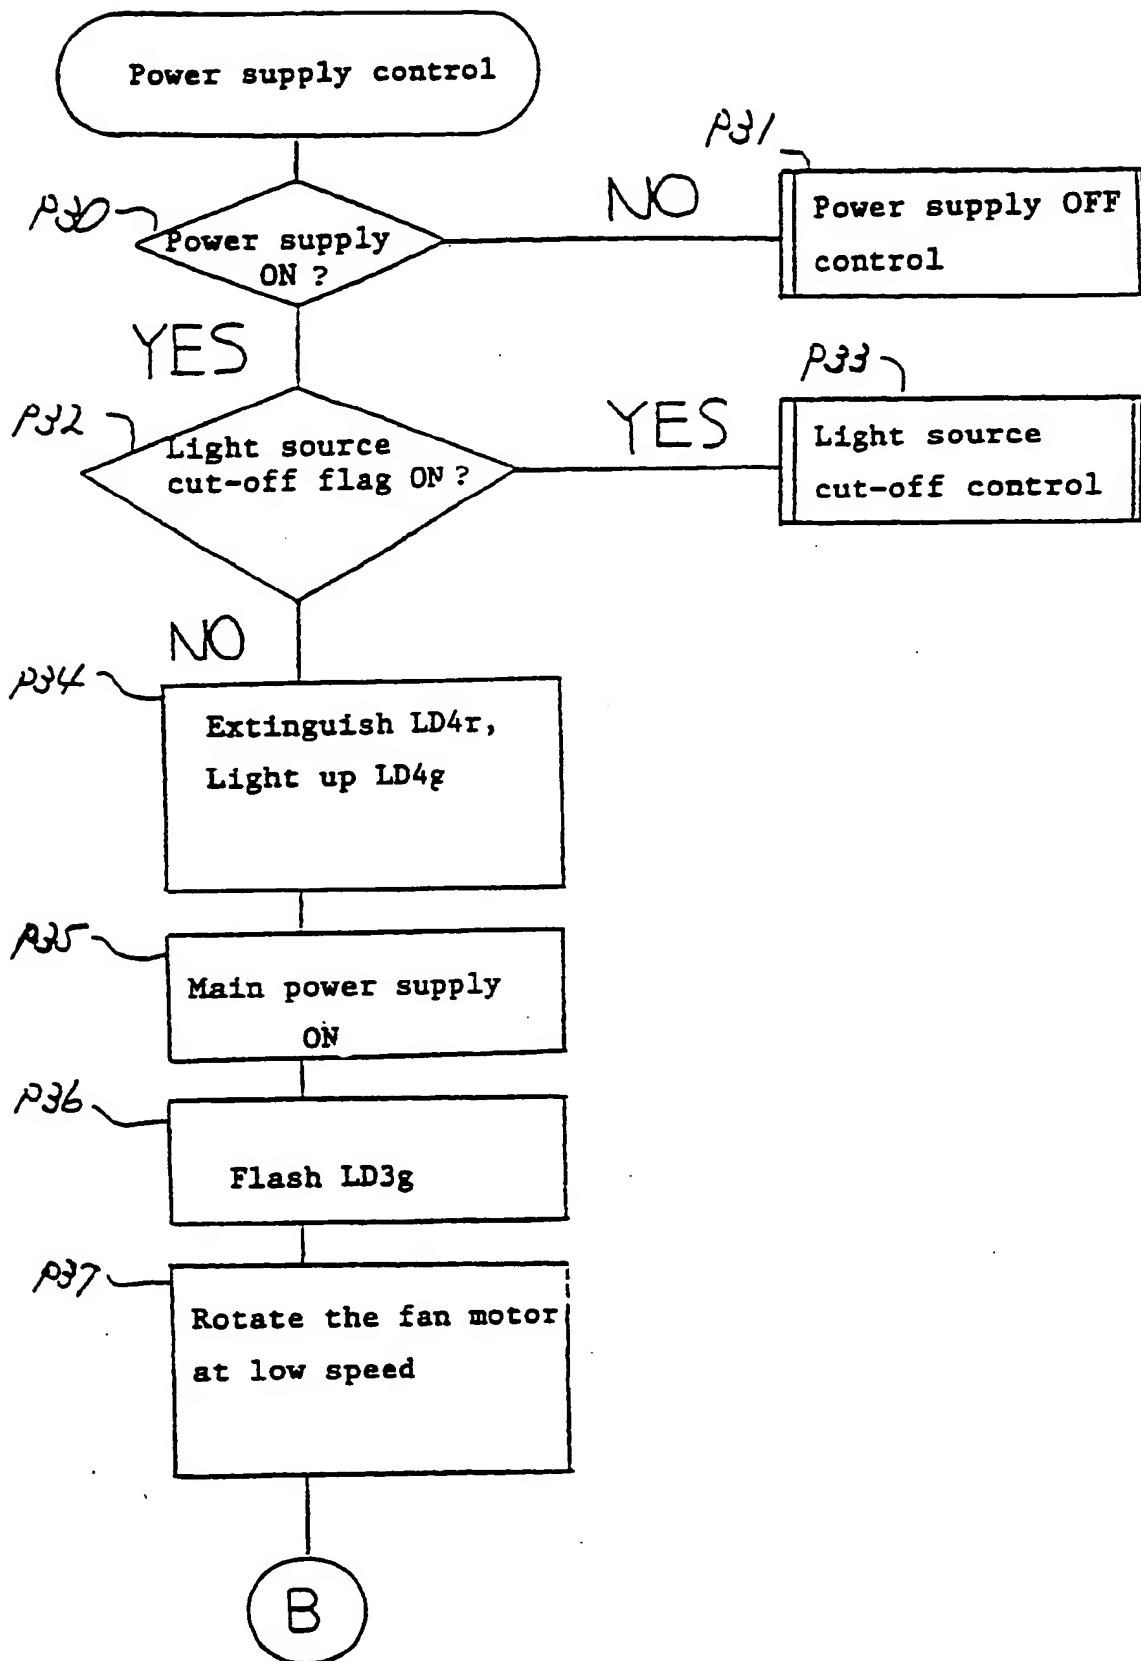 Power supply control
P31
P30
Power supply
ON ?
NO
Power supply OFF
control
YES
P33
P32
Light source
cut-off flag ON ?
YES
Light source
cut-off control
NO
P34
Extinguish LD4r,
Light up LD4g
P35
Main power supply
ON
P36
Flash LD3g
P37
Rotate the fan motor
at low speed
B